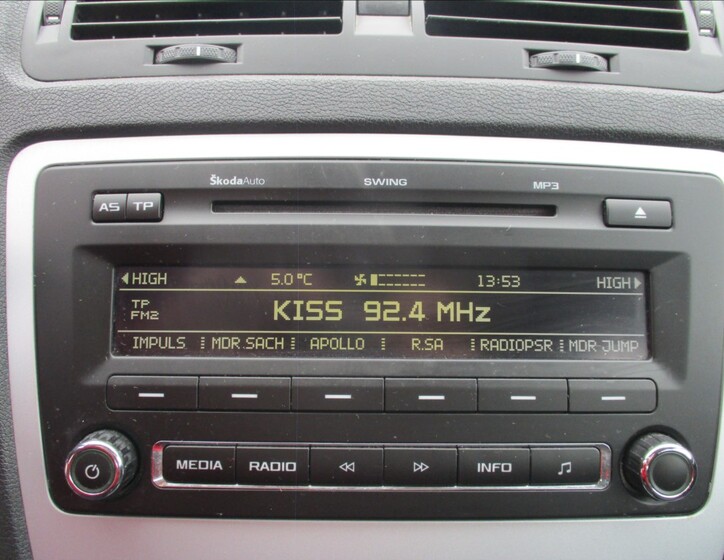 ŠkodaAuto SWING MP3
AS TP
HIGH 5.0 °C 13:53 HIGH
TP
FM2
KISS 92.4 MHz
IMPULS MDR SACH APOLLO R.SA RADIOPSR MDR JUMP
MEDIA RADIO INFO